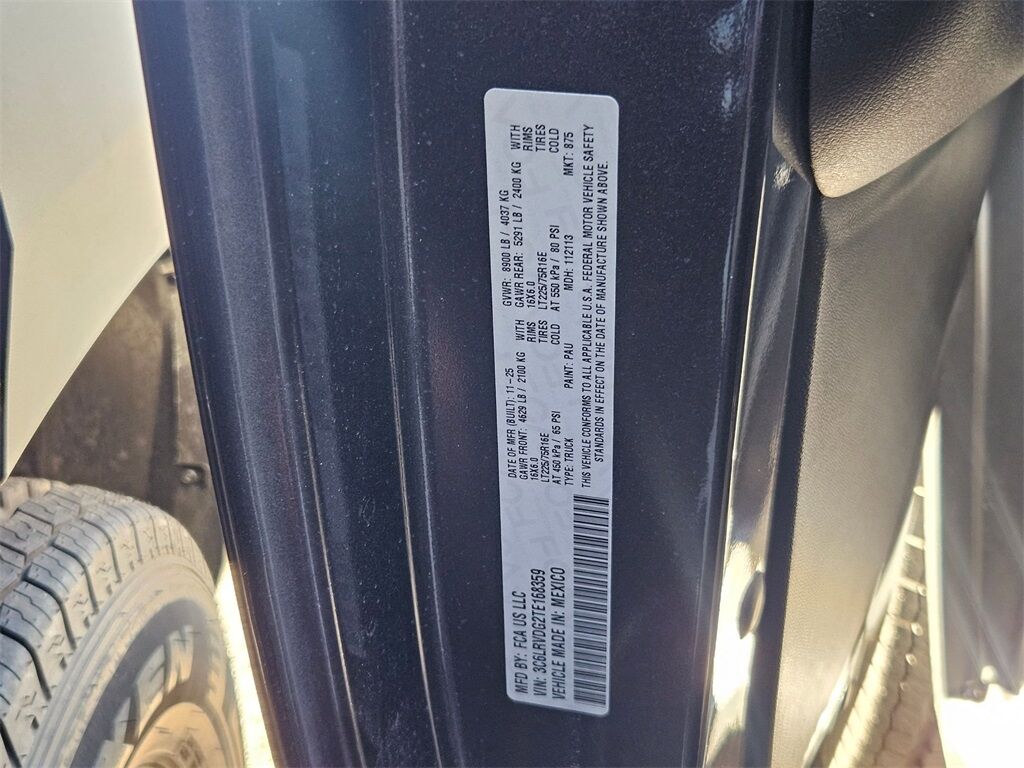 MFD BY: FCA US LLC
DATE OF MFR (BUILT): 11-25
GVWR: 8900 LB / 4037 KG
GAWR FRONT: 4629 LB / 2100 KG WITH
GAWR REAR: 5291 LB / 2400 KG WITH
16X6.0 RIMS
16X6.0 RIMS
LT225/75R16E TIRES
LT225/75R16E TIRES
AT 450 kPa / 65 PSI COLD
AT 550 kPa / 80 PSI COLD
VIN: 3C6LRVDG2TE168359
TYPE: TRUCK
PAINT: PAU
MDH: 112113
MKT: 875
VEHICLE MADE IN: MEXICO
THIS VEHICLE CONFORMS TO ALL APPLICABLE U.S.A. FEDERAL MOTOR VEHICLE SAFETY
STANDARDS IN EFFECT ON THE DATE OF MANUFACTURE SHOWN ABOVE.